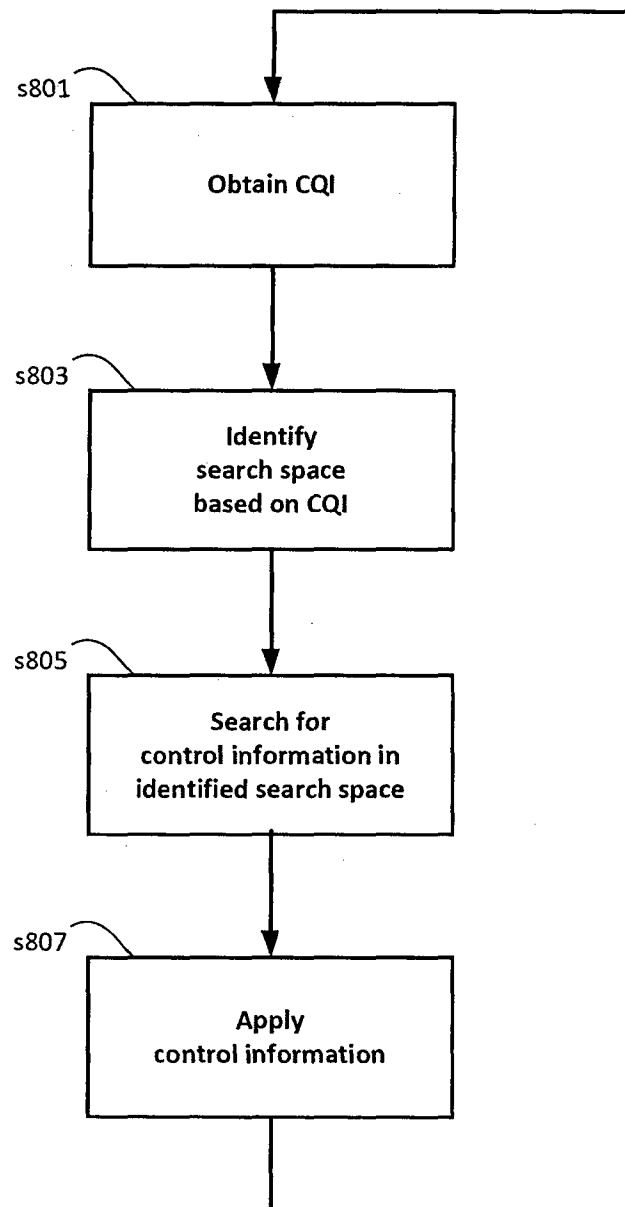 s801
Obtain CQI
s803
Identify
search space
based on CQI
s805
Search for
control information in
identified search space
s807
Apply
control information